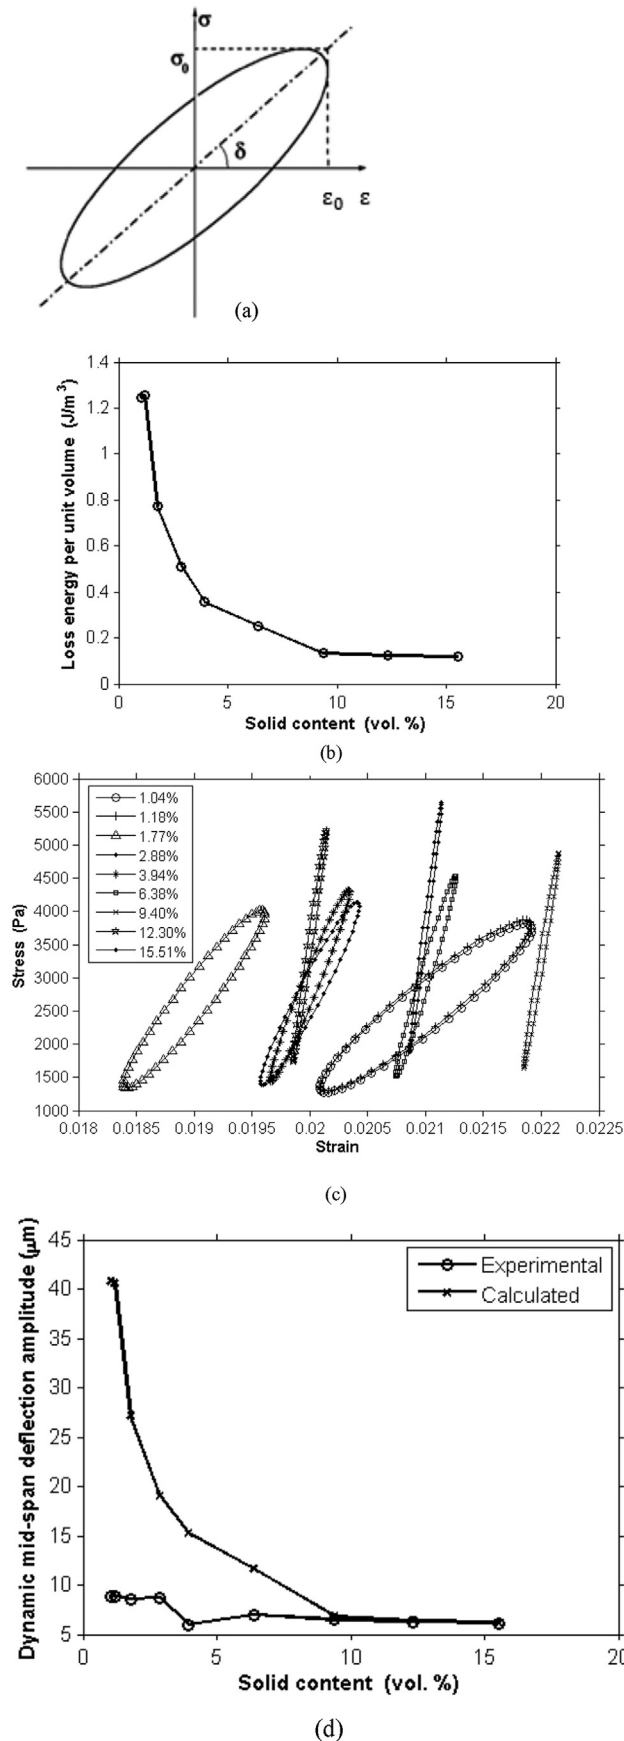 σ
σ0
δ
ε0 ε
(a)
1.4
1.2
1
0.8
0.6
0.4
0.2
0
0 5 10 15 20
Loss energy per unit volume (J/m3)
Solid content (vol. %)
(b)
6000
5500
5000
4500
4000
3500
3000
2500
2000
1500
1000
Stress (Pa)
1.04%
1.18%
1.77%
2.88%
3.94%
6.38%
9.40%
12.30%
15.51%
0.018 0.0185 0.019 0.0195 0.02 0.0205 0.021 0.0215 0.022 0.0225
Strain
(c)
45
40
35
30
25
20
15
10
5
Dynamic mid-span deflection amplitude (μm)
Experimental
Calculated
0 5 10 15 20
Solid content (vol. %)
(d)